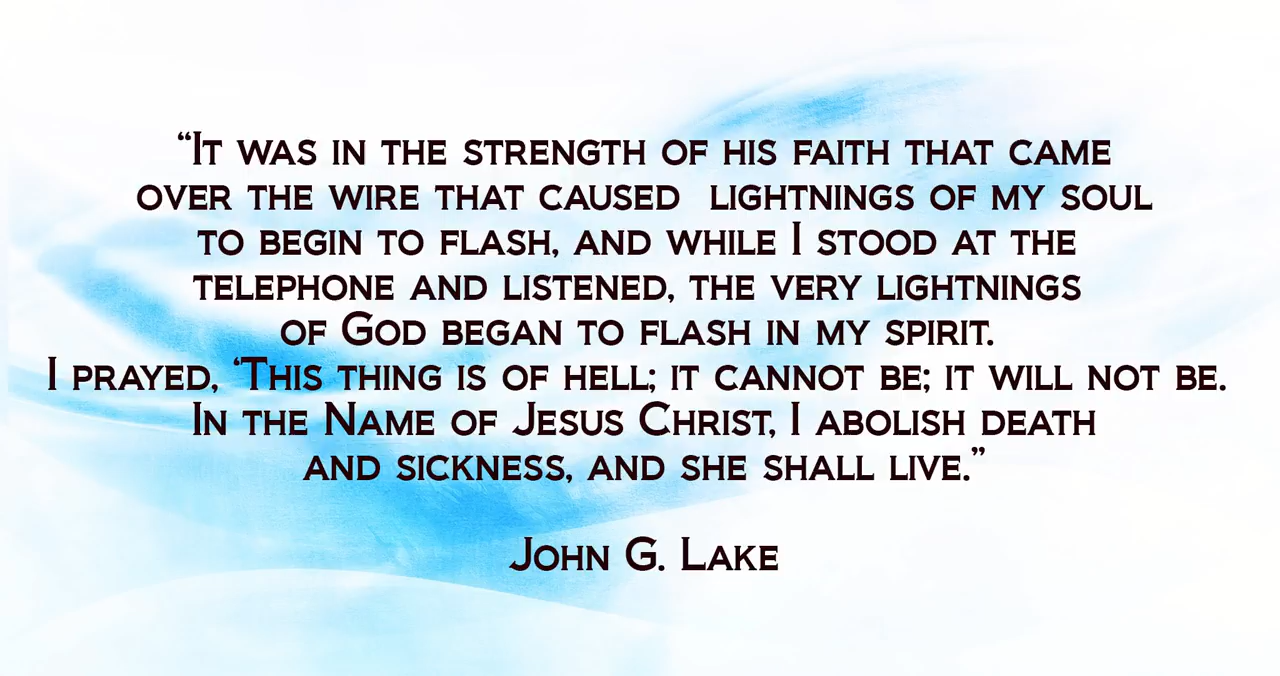 “It was in the strength of his faith that came
over the wire that caused lightnings of my soul
to begin to flash, and while I stood at the
telephone and listened, the very lightnings
of God began to flash in my spirit.
I prayed, ‘This thing is of hell; it cannot be; it will not be.
In the Name of Jesus Christ, I abolish death
and sickness, and she shall live.”
John G. Lake